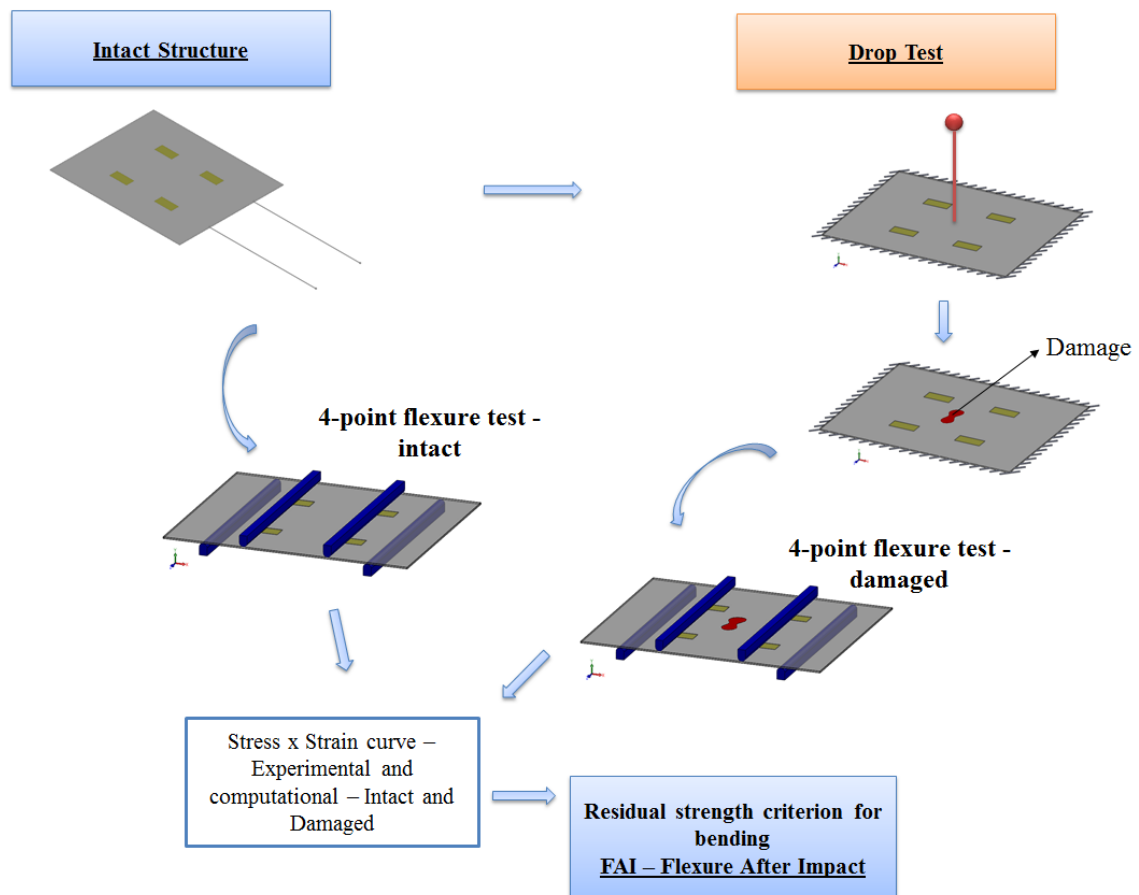 Intact Structure
Drop Test
Damage
4-point flexure test -
intact
4-point flexure test -
damaged
Stress x Strain curve –
Experimental and
computational – Intact and
Damaged
Residual strength criterion for
bending
FAI – Flexure After Impact